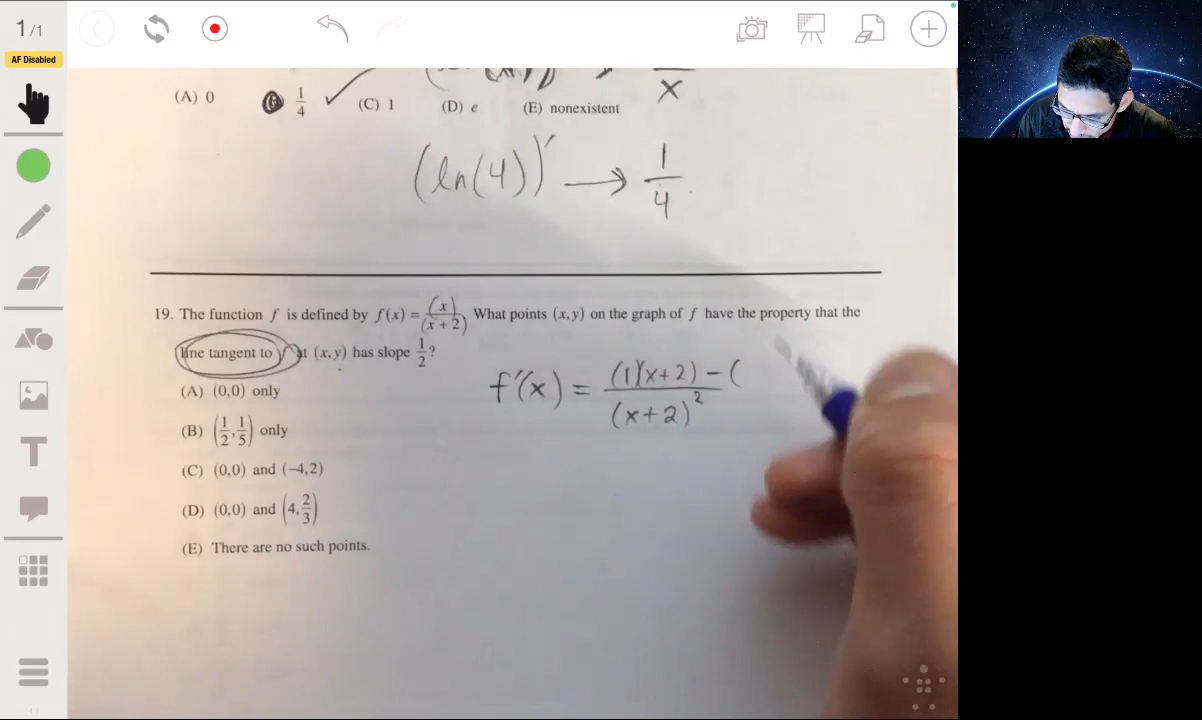 1/1
AF Disabled
x
(A) 0 1/4 ✓ (C) 1 (D) e (E) nonexistent
(ln(4))′ → 1/4
19. The function f is defined by f(x) = (x)/(x + 2) What points (x,y) on the graph of f have the property that the
line tangent to f at (x,y) has slope 1/2?
f′(x) = (1)(x+2) − ( / (x+2)²
(A) (0,0) only
(B) (1/2, 1/5) only
(C) (0,0) and (−4,2)
(D) (0,0) and (4, 2/3)
(E) There are no such points.
T